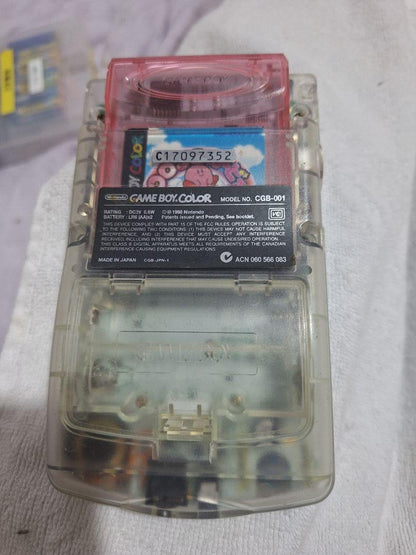 BOY COLOR
C17097352
Nintendo GAME BOY COLOR MODEL NO. CGB-001
RATING : DC3V 0.6W
BATTERY : LR6 (AA)x2
© ® 1998 Nintendo
Patents Issued and Pending, See booklet.
THIS DEVICE COMPLIES WITH PART 15 OF THE FCC RULES OPERATION IS SUBJECT
TO THE FOLLOWING TWO CONDITIONS: (1) THIS DEVICE MAY NOT CAUSE HARMFUL
INTERFERENCE, AND (2) THIS DEVICE MUST ACCEPT ANY INTERFERENCE
RECEIVED, INCLUDING INTERFERENCE THAT MAY CAUSE UNDESIRED OPERATION.
THIS CLASS B DIGITAL APPARATUS MEETS ALL REQUIREMENTS OF THE CANADIAN
INTERFERENCE-CAUSING EQUIPMENT REGULATIONS.
MADE IN JAPAN CGB-JPN-1
ACN 060 566 083